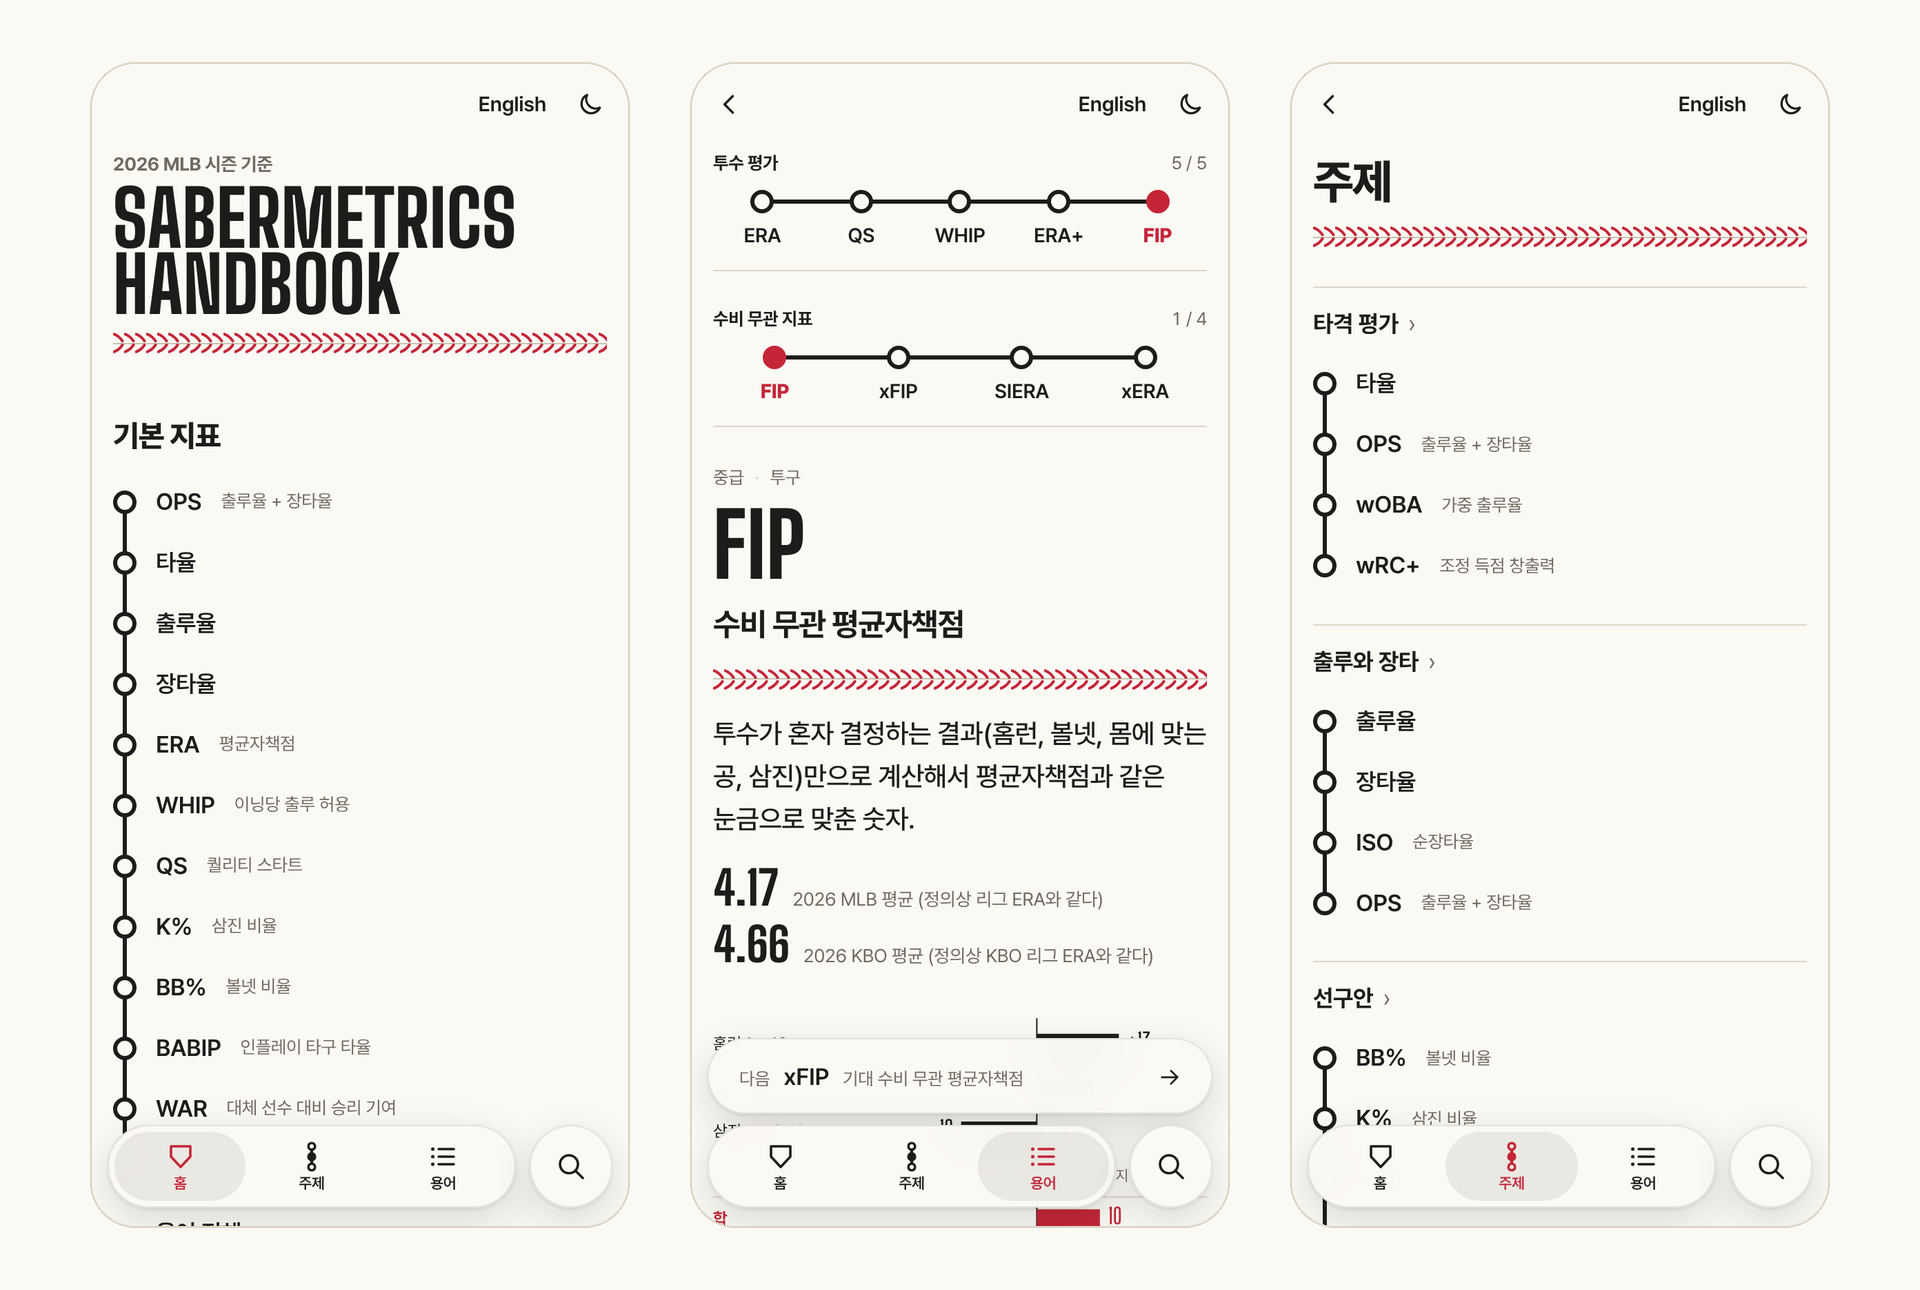 English
2026 MLB 시즌 기준
SABERMETRICS
HANDBOOK
기본 지표
OPS 출루율 + 장타율
타율
출루율
장타율
ERA 평균자책점
WHIP 이닝당 출루 허용
QS 퀄리티 스타트
K% 삼진 비율
BB% 볼넷 비율
BABIP 인플레이 타구 타율
WAR 대체 선수 대비 승리 기여
홈 주제 용어
English
투수 평가 5 / 5
ERA QS WHIP ERA+ FIP
수비 무관 지표 1 / 4
FIP xFIP SIERA xERA
중급 · 투구
FIP
수비 무관 평균자책점
투수가 혼자 결정하는 결과(홈런, 볼넷, 몸에 맞는
공, 삼진)만으로 계산해서 평균자책점과 같은
눈금으로 맞춘 숫자.
4.17 2026 MLB 평균 (정의상 리그 ERA와 같다)
4.66 2026 KBO 평균 (정의상 KBO 리그 ERA와 같다)
다음 xFIP 기대 수비 무관 평균자책점
지
홈 주제 용어
합 10
English
주제
타격 평가 ›
타율
OPS 출루율 + 장타율
wOBA 가중 출루율
wRC+ 조정 득점 창출력
출루와 장타 ›
출루율
장타율
ISO 순장타율
OPS 출루율 + 장타율
선구안 ›
BB% 볼넷 비율
K% 삼진 비율
홈 주제 용어